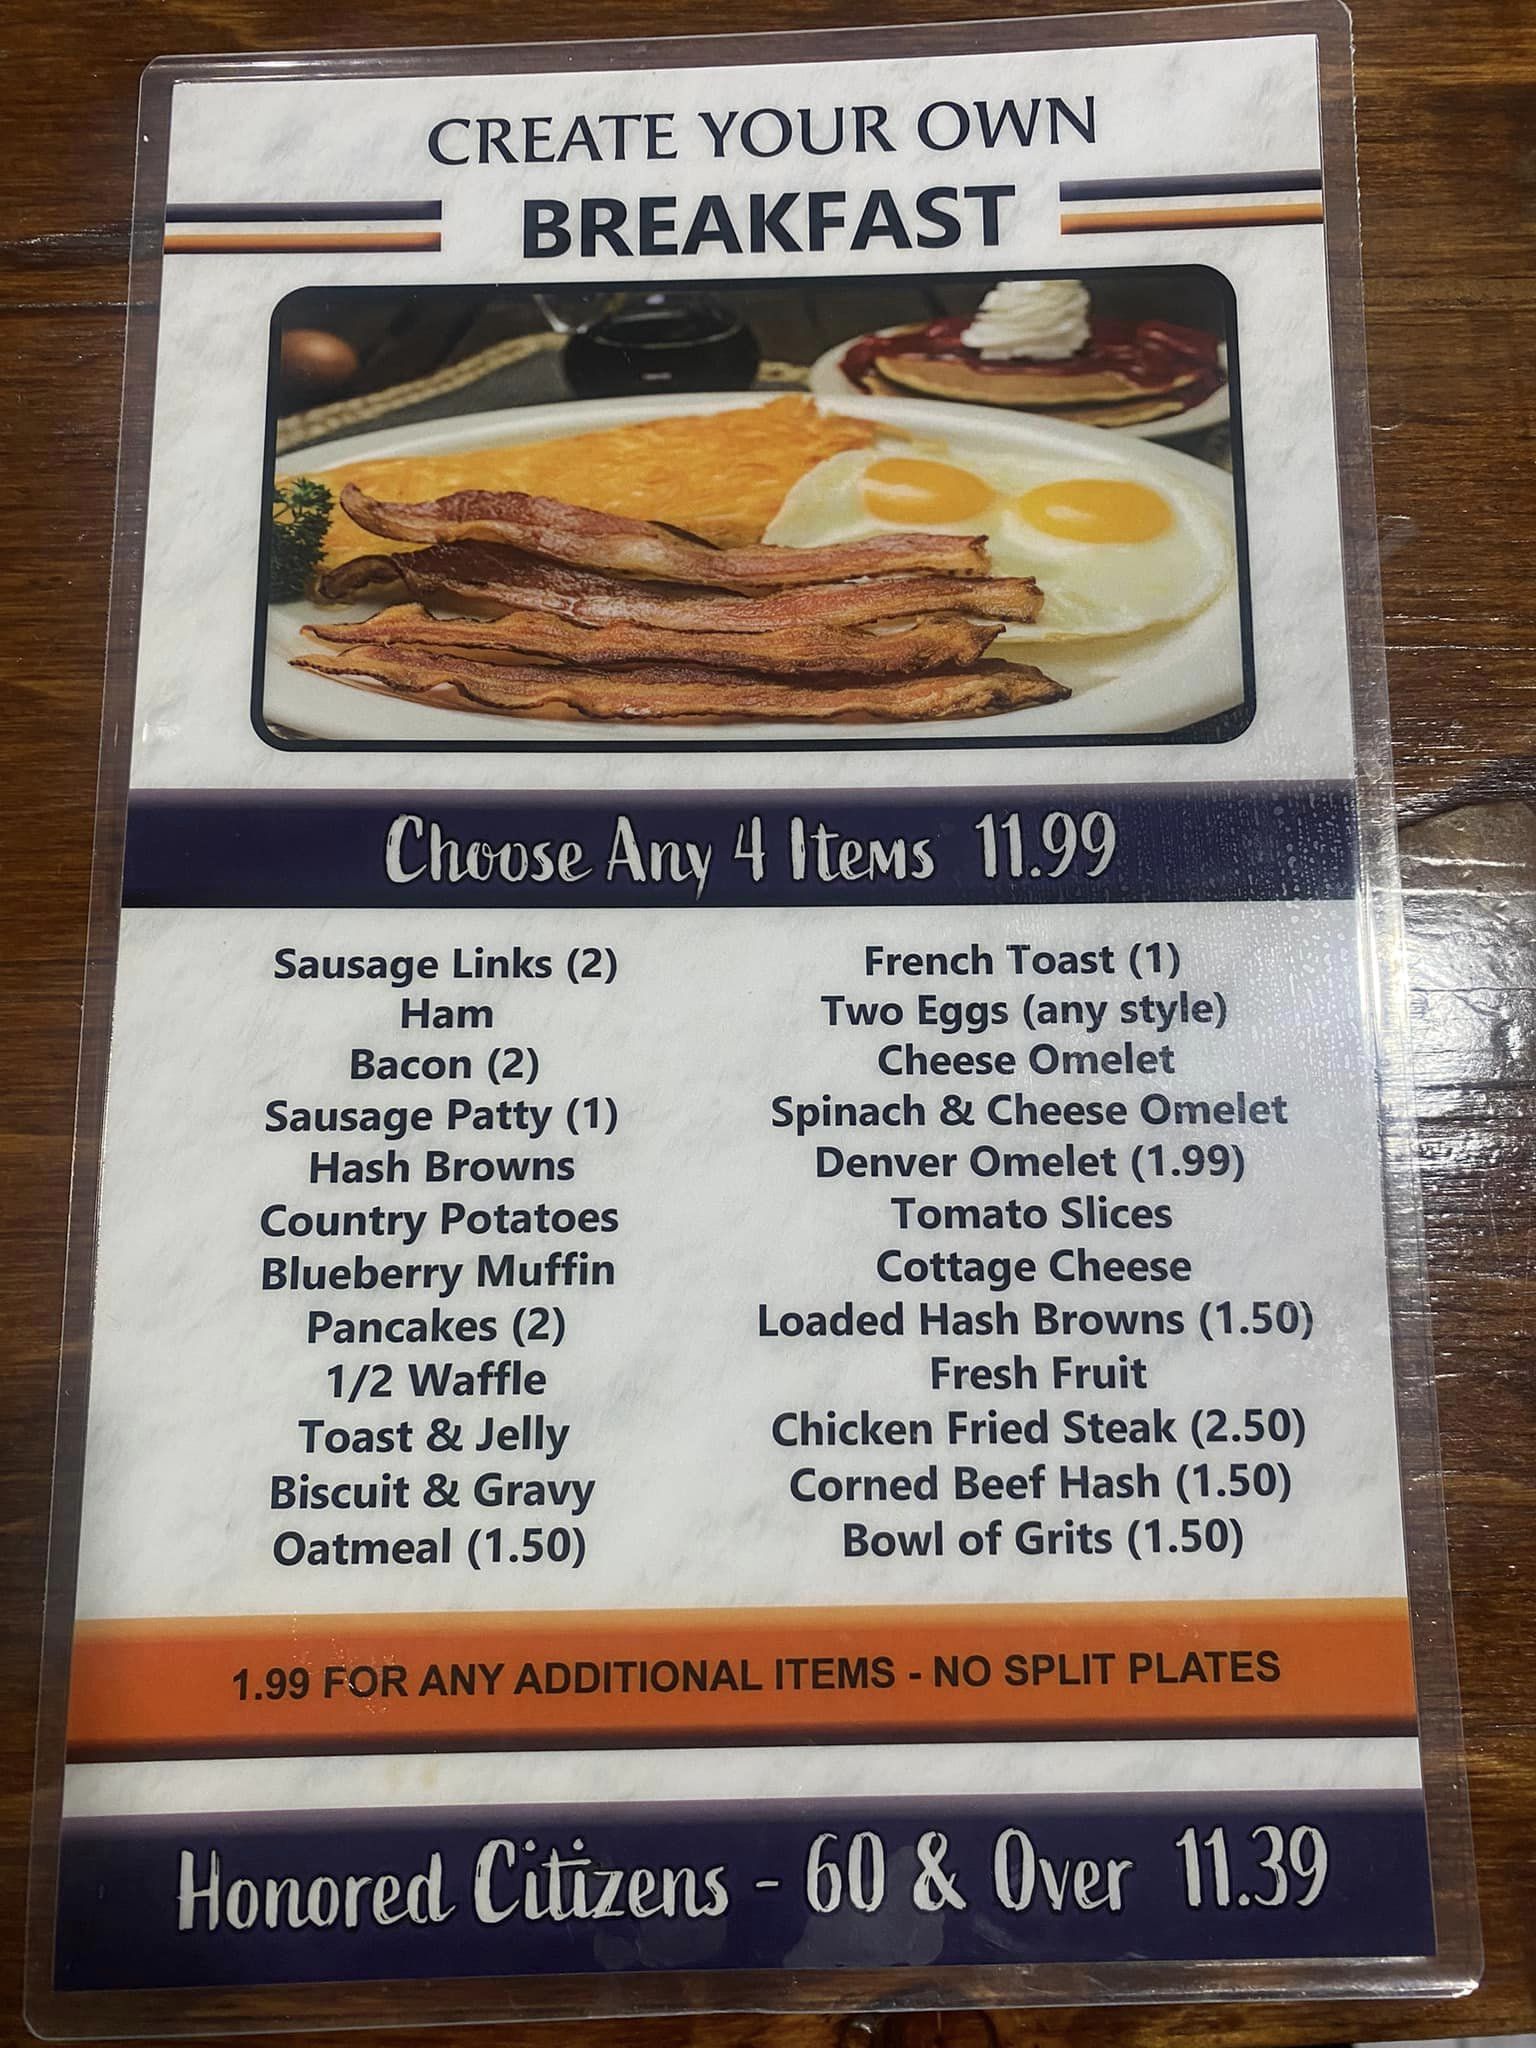 CREATE YOUR OWN
BREAKFAST
Choose Any 4 Items 11.99
Sausage Links (2)
Ham
Bacon (2)
Sausage Patty (1)
Hash Browns
Country Potatoes
Blueberry Muffin
Pancakes (2)
1/2 Waffle
Toast & Jelly
Biscuit & Gravy
Oatmeal (1.50)
French Toast (1)
Two Eggs (any style)
Cheese Omelet
Spinach & Cheese Omelet
Denver Omelet (1.99)
Tomato Slices
Cottage Cheese
Loaded Hash Browns (1.50)
Fresh Fruit
Chicken Fried Steak (2.50)
Corned Beef Hash (1.50)
Bowl of Grits (1.50)
1.99 FOR ANY ADDITIONAL ITEMS - NO SPLIT PLATES
Honored Citizens - 60 & Over 11.39